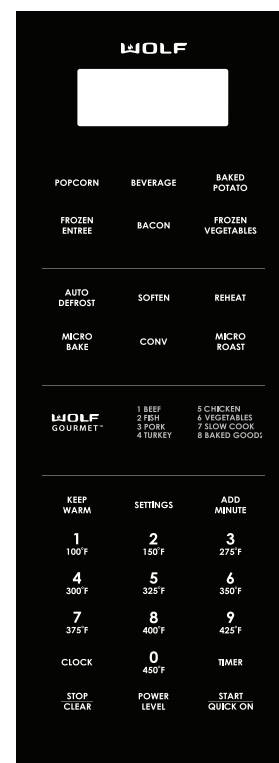 WOLF
POPCORN BEVERAGE BAKED POTATO
FROZEN ENTREE BACON FROZEN VEGETABLES
AUTO DEFROST SOFTEN REHEAT
MICRO BAKE CONV MICRO ROAST
WOLF GOURMET™
1 BEEF
2 FISH
3 PORK
4 TURKEY
5 CHICKEN
6 VEGETABLES
7 SLOW COOK
8 BAKED GOODS
KEEP WARM SETTINGS ADD MINUTE
1 2 3
100°F 150°F 275°F
4 5 6
300°F 325°F 350°F
7 8 9
375°F 400°F 425°F
CLOCK 0 TIMER
450°F
STOP POWER START
CLEAR LEVEL QUICK ON